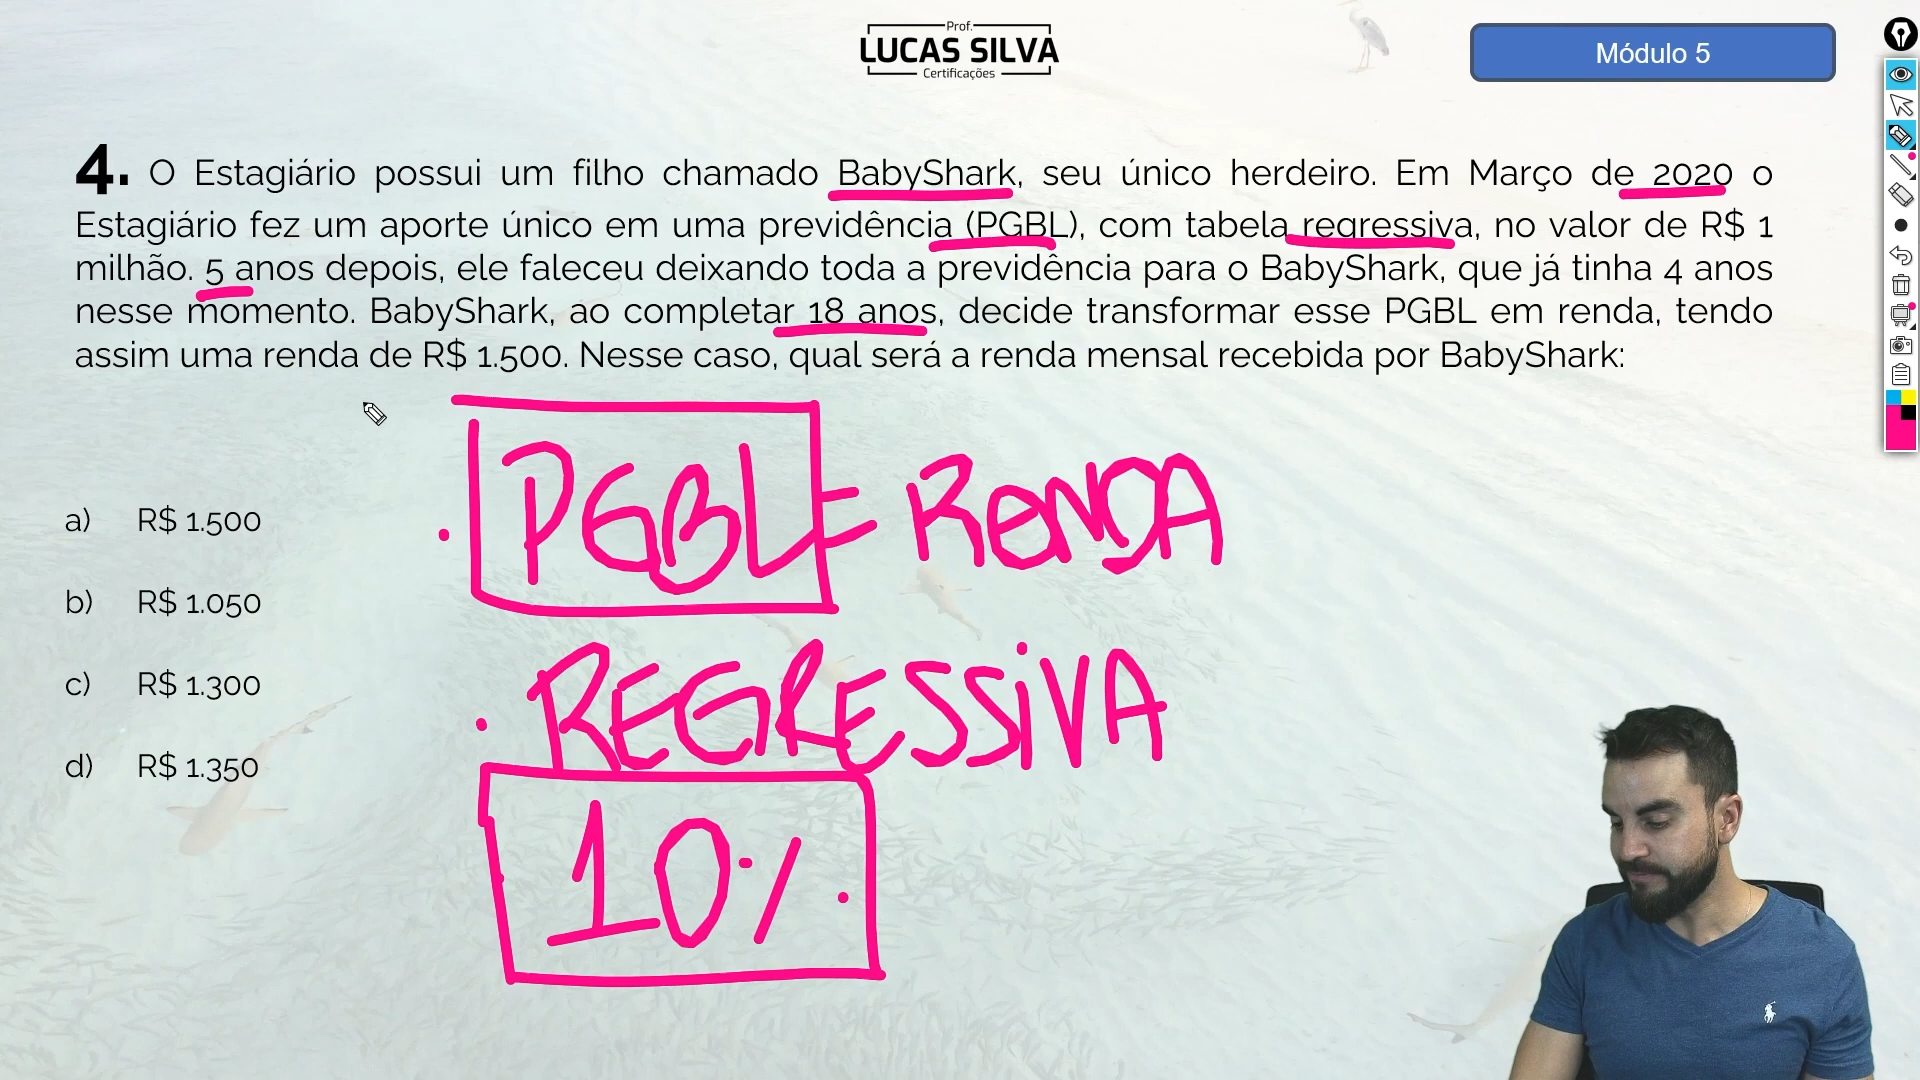 Prof.
LUCAS SILVA
Certificações
Módulo 5
4. O Estagiário possui um filho chamado BabyShark, seu único herdeiro. Em Março de 2020 o
Estagiário fez um aporte único em uma previdência (PGBL), com tabela regressiva, no valor de R$ 1
milhão. 5 anos depois, ele faleceu deixando toda a previdência para o BabyShark, que já tinha 4 anos
nesse momento. BabyShark, ao completar 18 anos, decide transformar esse PGBL em renda, tendo
assim uma renda de R$ 1.500. Nesse caso, qual será a renda mensal recebida por BabyShark:
PGBL = RENDA
a) R$ 1.500
b) R$ 1.050
REGRESSIVA
c) R$ 1.300
d) R$ 1.350
10%